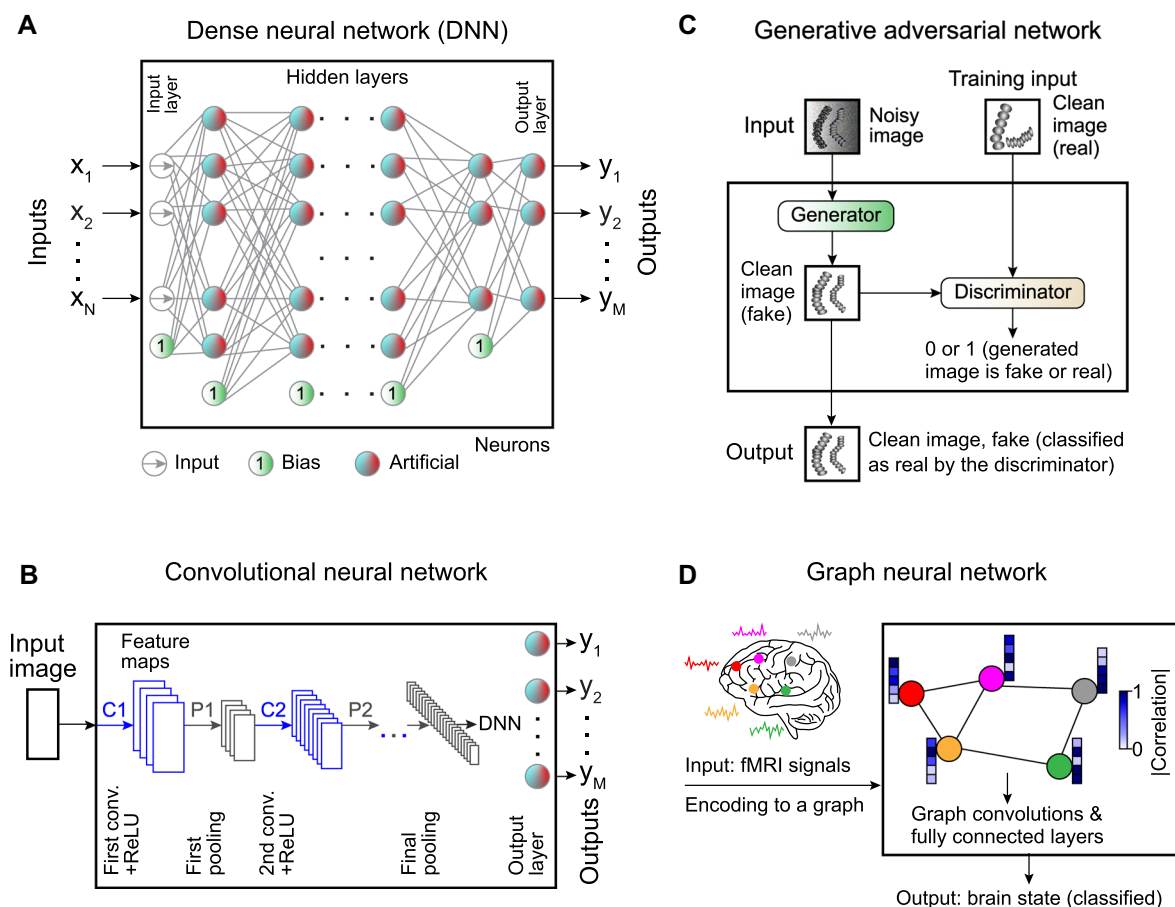 A
Dense neural network (DNN)
Hidden layers
Input
layer
Output
layer
Inputs
x1
x2
xN
1
1
1
1
1
y1
y2
yM
Outputs
Neurons
Input
1
Bias
Artificial
B
Convolutional neural network
Input
image
Feature
maps
C1
P1
C2
P2
DNN
y1
y2
yM
Outputs
First conv.
+ReLU
First
pooling
2nd conv.
+ReLU
Final
pooling
Output
layer
C
Generative adversarial network
Training input
Input
Noisy
image
Clean
image
(real)
Generator
Clean
image
(fake)
Discriminator
0 or 1 (generated
image is fake or real)
Output
Clean image, fake (classified
as real by the discriminator)
D
Graph neural network
Input: fMRI signals
Encoding to a graph
1
0
|Correlation|
Graph convolutions &
fully connected layers
Output: brain state (classified)